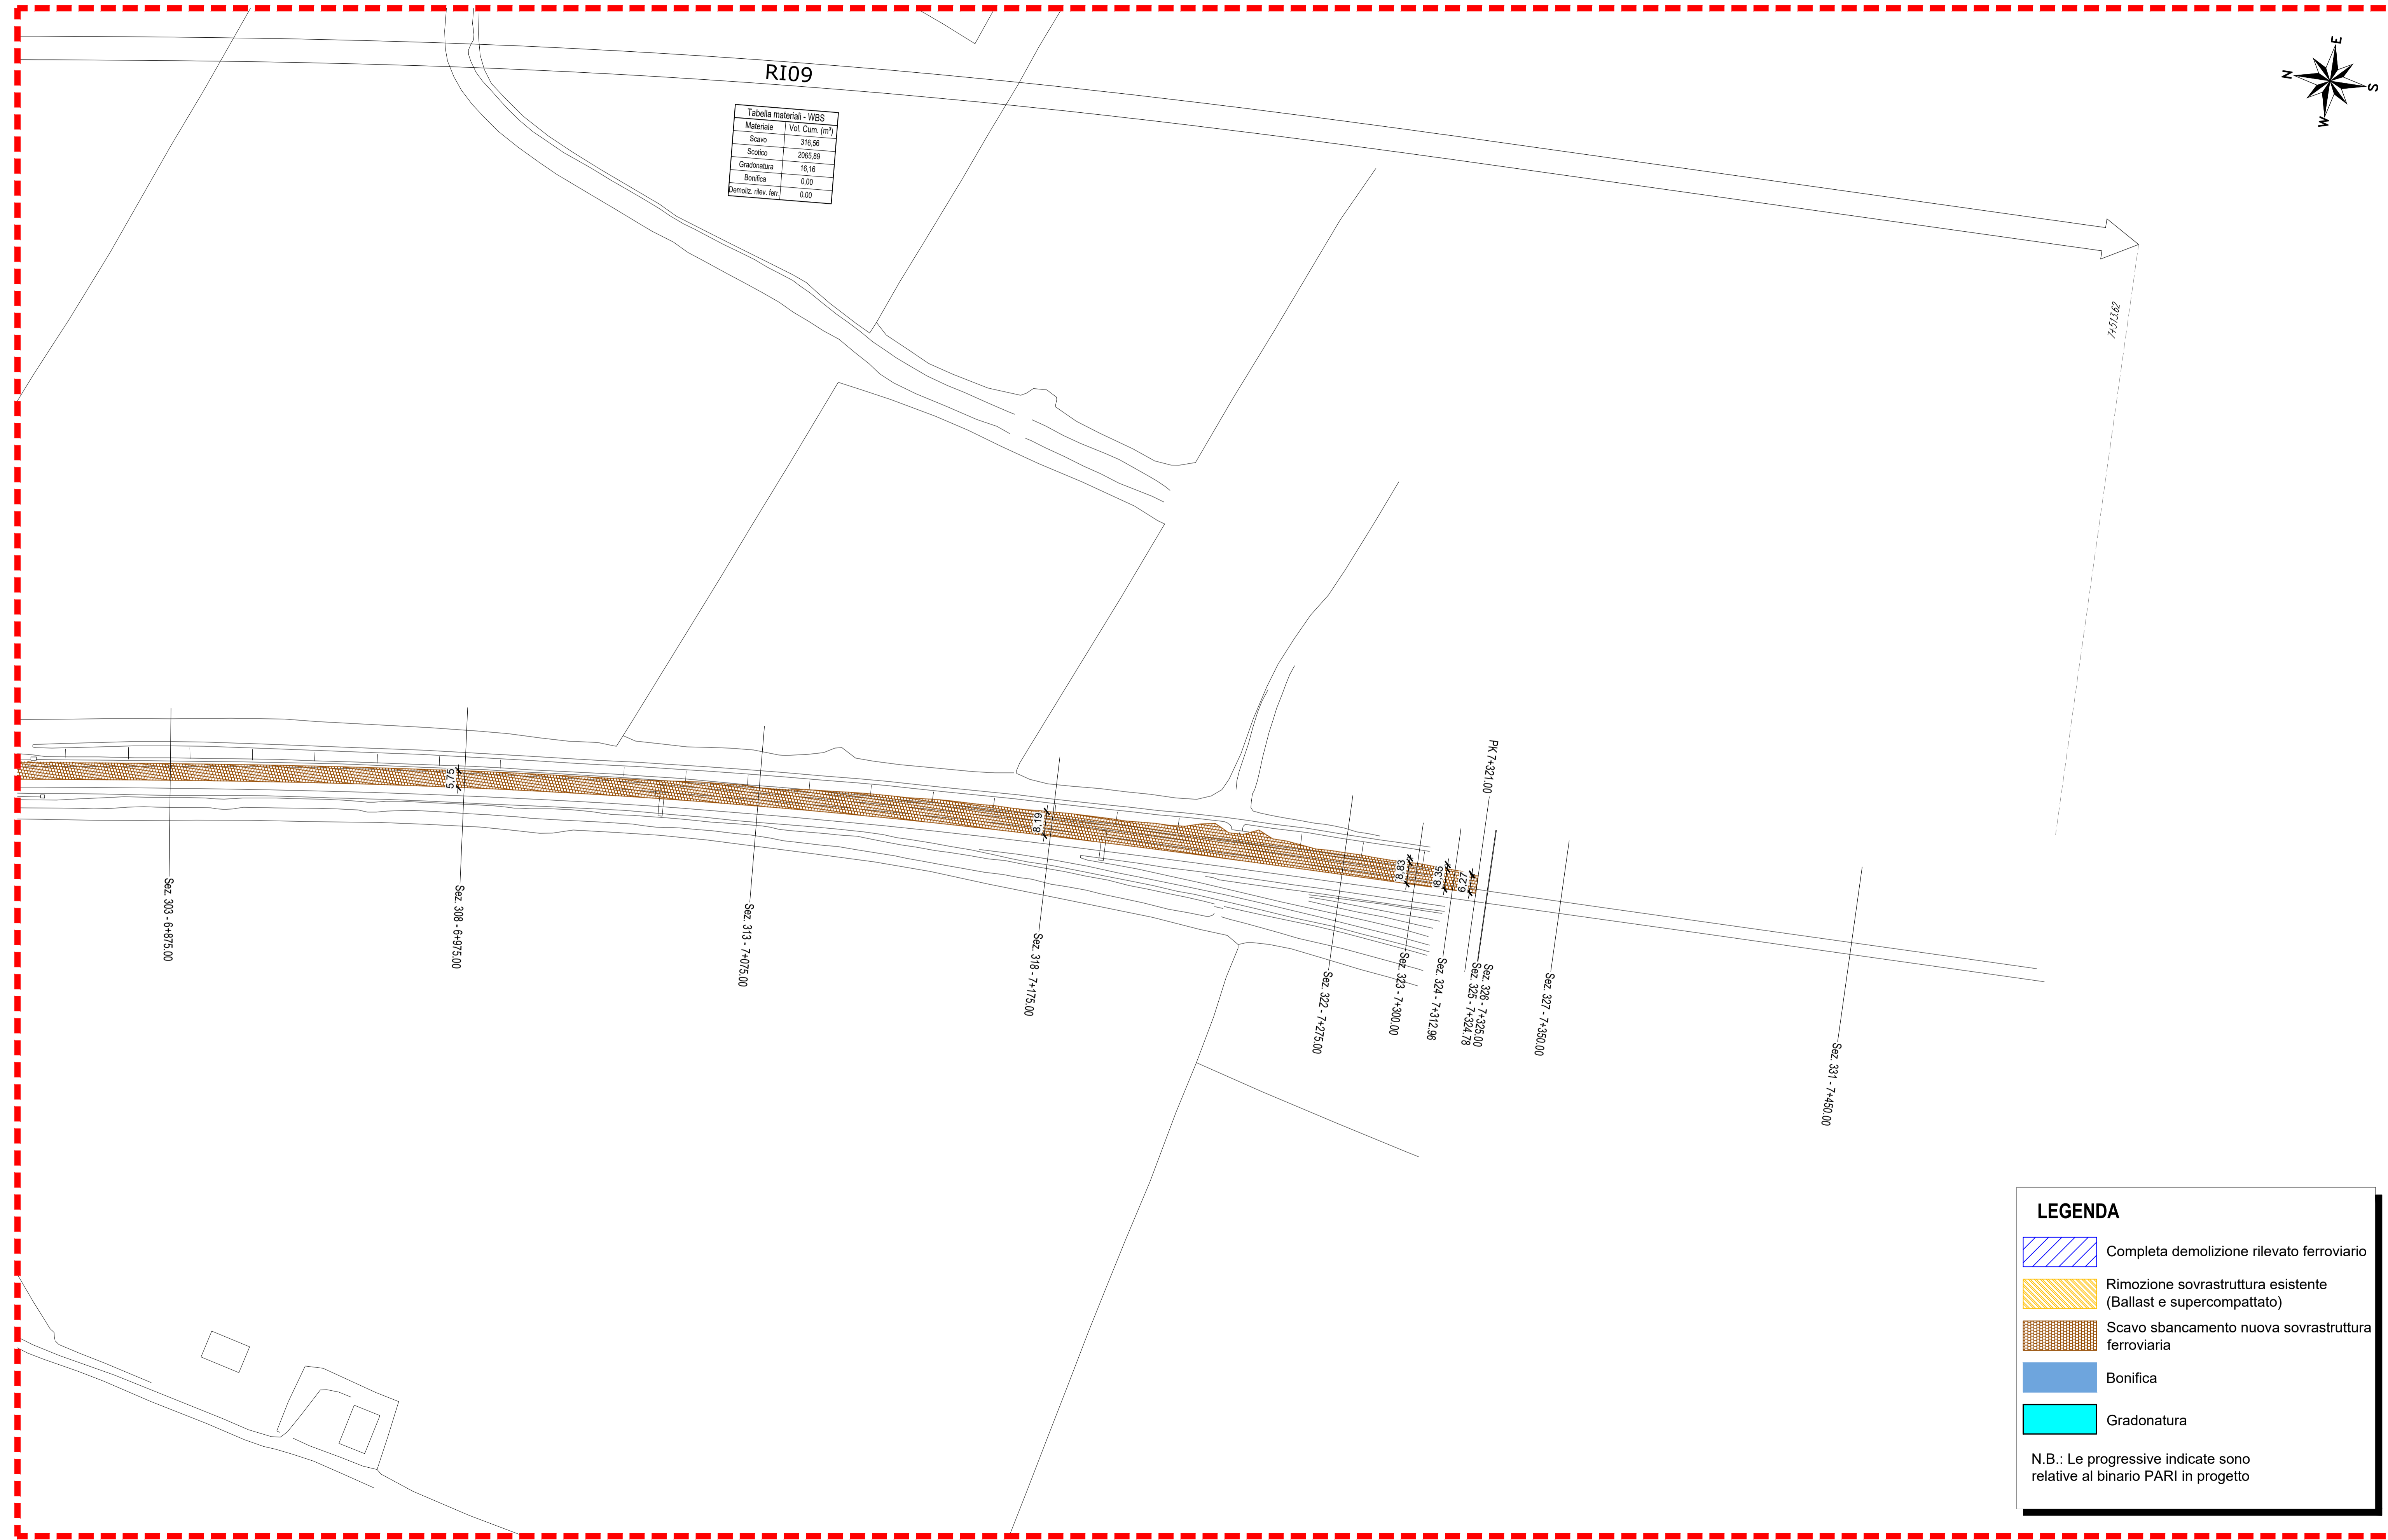 RI09
E
N
S
W
Tabella materiali - WBS
Materiale Vol. Cum. (m³)
Scavo 316,56
Scotico 2065,89
Gradonatura 16,16
Bonifica 0,00
Demoliz. rilev. ferr. 0,00
7+513.62
PK 7+321.00
5,75
8,19
8,83
8,35
6,27
Sez. 303 - 6+875.00
Sez. 308 - 6+975.00
Sez. 313 - 7+075.00
Sez. 318 - 7+175.00
Sez. 322 - 7+275.00
Sez. 323 - 7+300.00
Sez. 324 - 7+312.96
Sez. 325 - 7+324.78
Sez. 326 - 7+325.00
Sez. 327 - 7+350.00
Sez. 331 - 7+450.00
LEGENDA
Completa demolizione rilevato ferroviario
Rimozione sovrastruttura esistente
(Ballast e supercompattato)
Scavo sbancamento nuova sovrastruttura
ferroviaria
Bonifica
Gradonatura
N.B.: Le progressive indicate sono
relative al binario PARI in progetto